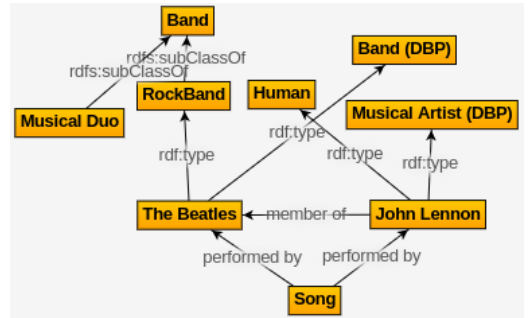 Band
rdfs:subClassOf
rdfs:subClassOf
Band (DBP)
RockBand
Human
Musical Duo
Musical Artist (DBP)
rdf:type
rdf:type
rdf:type
rdf:type
The Beatles
member of
John Lennon
performed by
performed by
Song